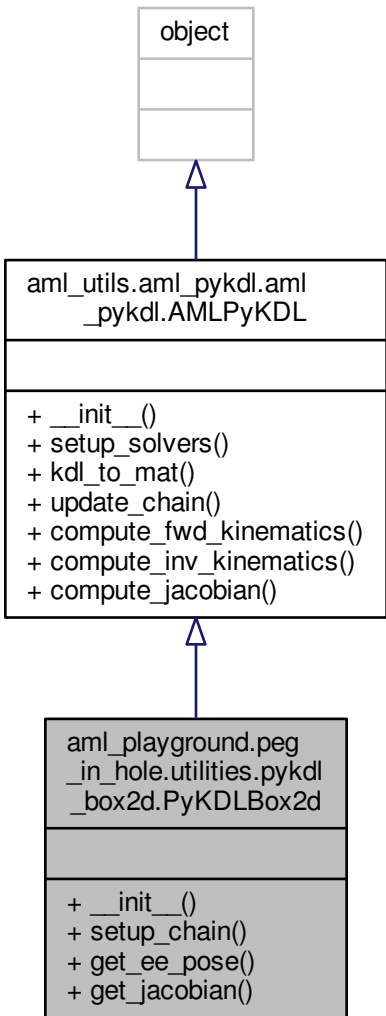 object
aml_utils.aml_pykdl.aml
_pykdl.AMLPyKDL
+ __init__()
+ setup_solvers()
+ kdl_to_mat()
+ update_chain()
+ compute_fwd_kinematics()
+ compute_inv_kinematics()
+ compute_jacobian()
aml_playground.peg
_in_hole.utilities.pykdl
_box2d.PyKDLBox2d
+ __init__()
+ setup_chain()
+ get_ee_pose()
+ get_jacobian()